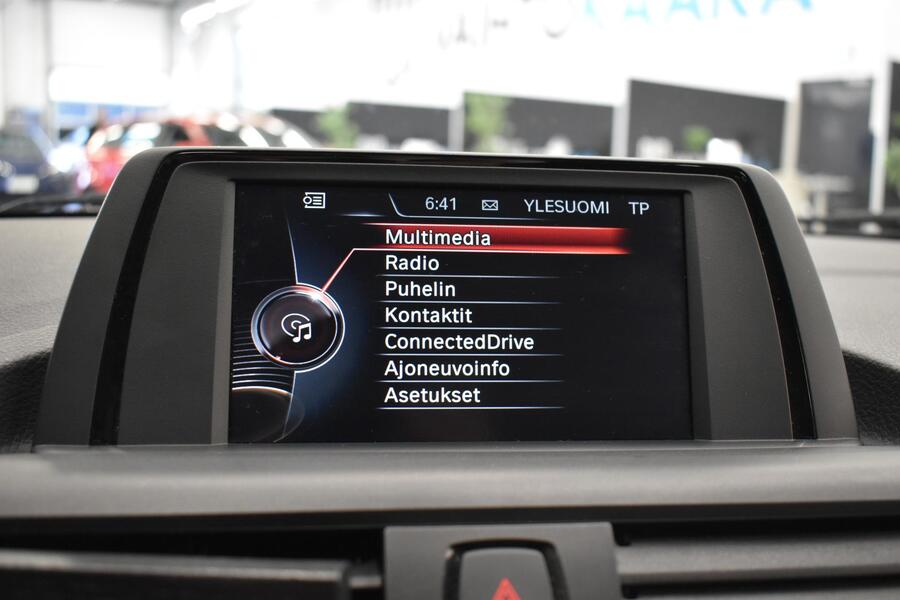 6:41 YLESUOMI TP
Multimedia
Radio
Puhelin
Kontaktit
ConnectedDrive
Ajoneuvoinfo
Asetukset